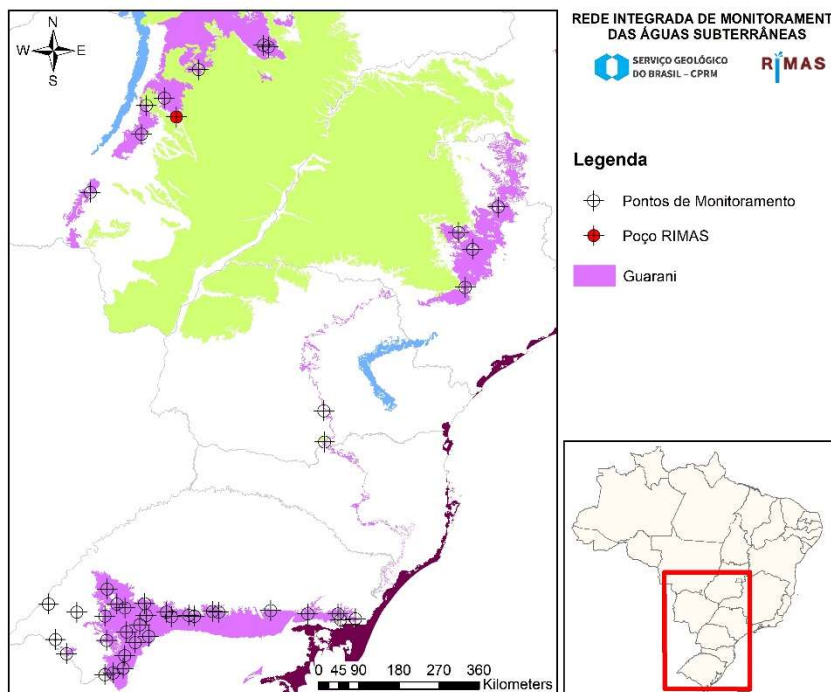 N
W E
S
REDE INTEGRADA DE MONITORAMENT
DAS ÁGUAS SUBTERRÂNEAS
SERVIÇO GEOLÓGICO
DO BRASIL – CPRM
RIMAS
Legenda
Pontos de Monitoramento
Poço RIMAS
Guarani
0 45 90 180 270 360
Kilometers